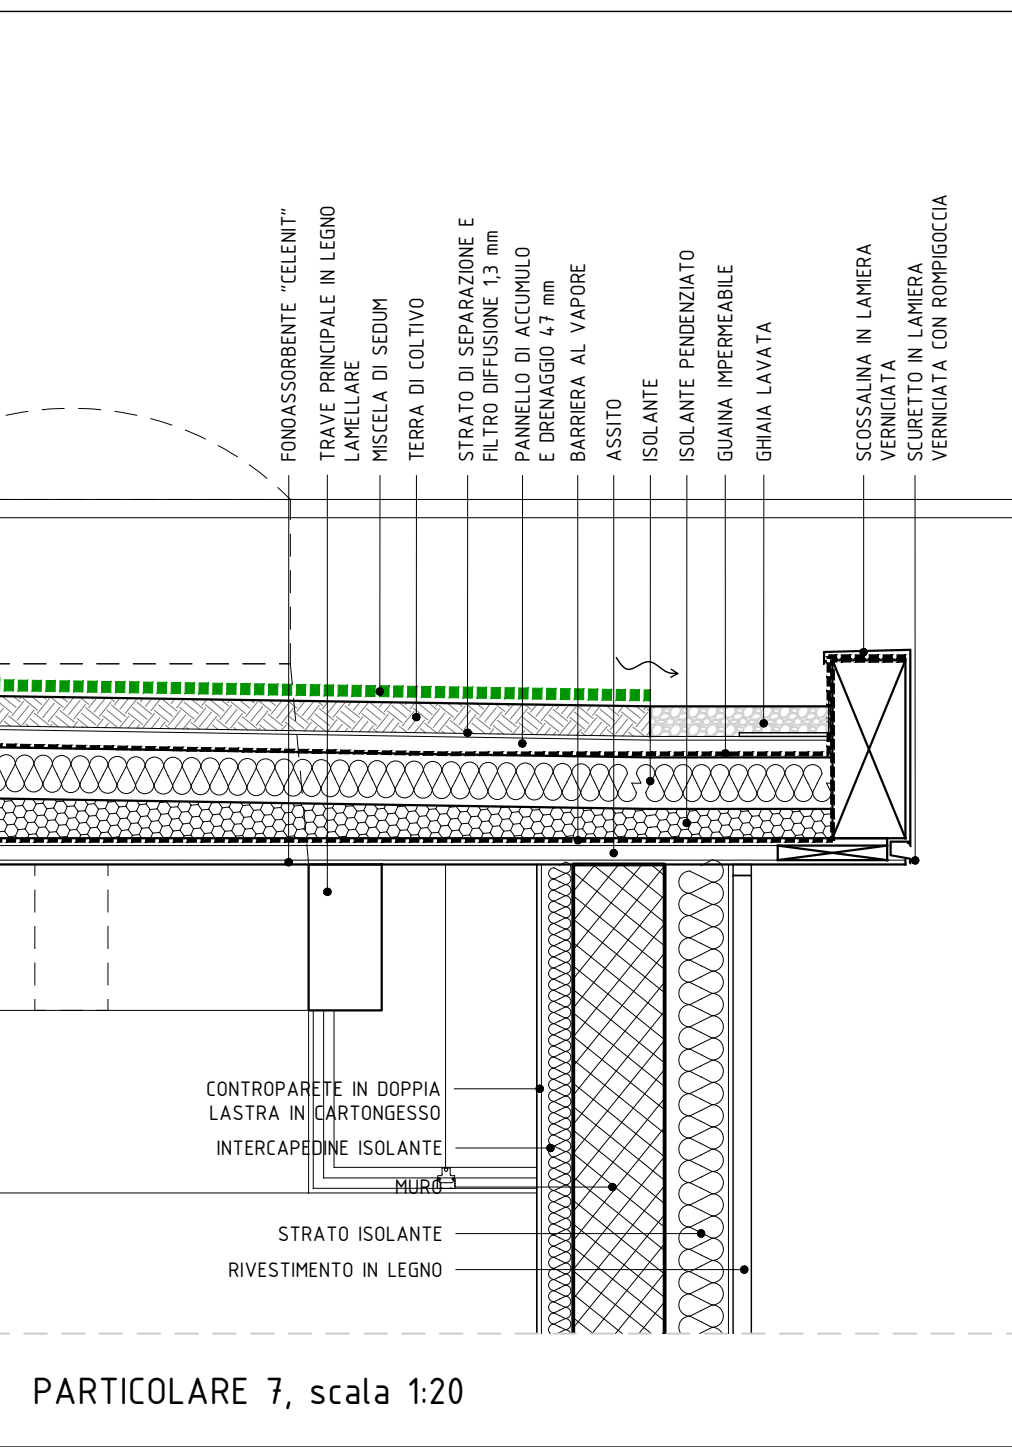 FONOASSORBENTE "CELENIT"
TRAVE PRINCIPALE IN LEGNO
LAMELLARE
MISCELA DI SEDUM
TERRA DI COLTIVO
STRATO DI SEPARAZIONE E
FILTRO DIFFUSIONE 1,3 mm
PANNELLO DI ACCUMULO
E DRENAGGIO 47 mm
BARRIERA AL VAPORE
ASSITO
ISOLANTE
ISOLANTE PENDENZIATO
GUAINA IMPERMEABILE
GHIAIA LAVATA
SCOSSALINA IN LAMIERA
VERNICIATA
SCURETTO IN LAMIERA
VERNICIATA CON ROMPIGOCCIA
CONTROPARETE IN DOPPIA
LASTRA IN CARTONGESSO
INTERCAPEDINE ISOLANTE
MURO
STRATO ISOLANTE
RIVESTIMENTO IN LEGNO
PARTICOLARE 7, scala 1:20